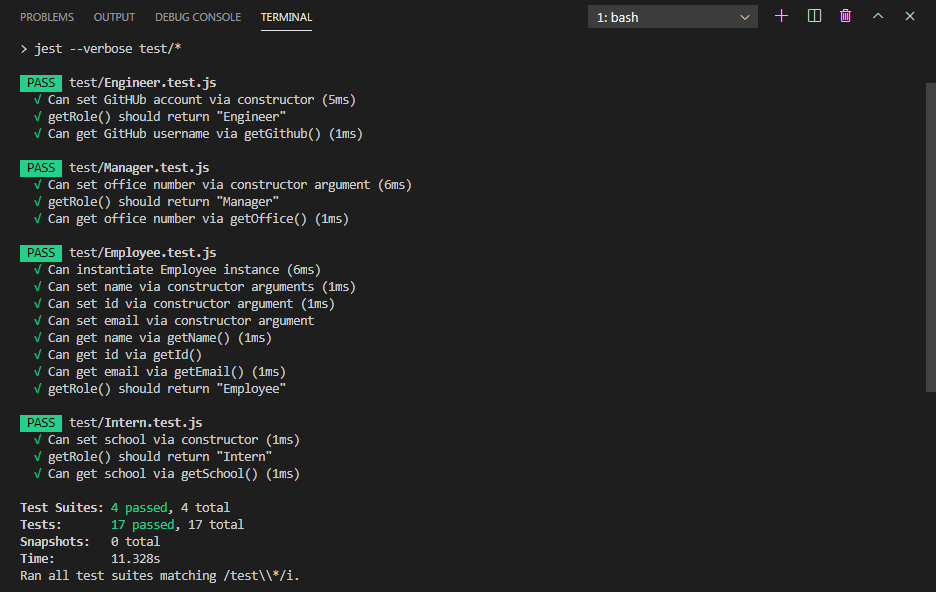 PROBLEMS OUTPUT DEBUG CONSOLE TERMINAL 1: bash
> jest --verbose test/*
PASS test/Engineer.test.js
√ Can set GitHUb account via constructor (5ms)
√ getRole() should return "Engineer"
√ Can get GitHub username via getGithub() (1ms)
PASS test/Manager.test.js
√ Can set office number via constructor argument (6ms)
√ getRole() should return "Manager"
√ Can get office number via getOffice() (1ms)
PASS test/Employee.test.js
√ Can instantiate Employee instance (6ms)
√ Can set name via constructor arguments (1ms)
√ Can set id via constructor argument (1ms)
√ Can set email via constructor argument
√ Can get name via getName() (1ms)
√ Can get id via getId()
√ Can get email via getEmail() (1ms)
√ getRole() should return "Employee"
PASS test/Intern.test.js
√ Can set school via constructor (1ms)
√ getRole() should return "Intern"
√ Can get school via getSchool() (1ms)
Test Suites: 4 passed, 4 total
Tests: 17 passed, 17 total
Snapshots: 0 total
Time: 11.328s
Ran all test suites matching /test\\*/i.